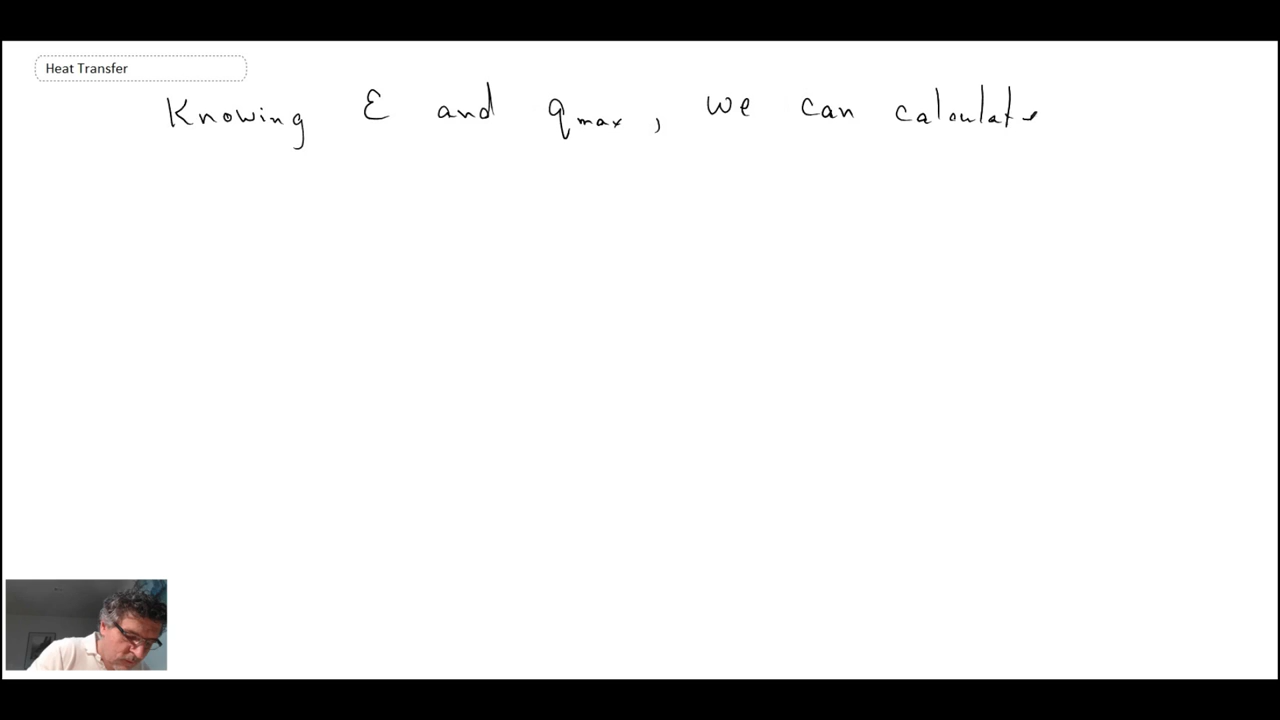 Heat Transfer
Knowing ε and qmax, we can calculate